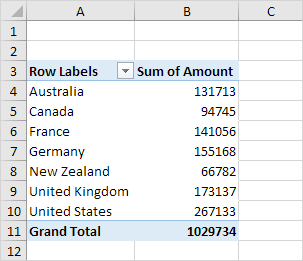 A B C
1
2
3 Row Labels Sum of Amount
4 Australia 131713
5 Canada 94745
6 France 141056
7 Germany 155168
8 New Zealand 66782
9 United Kingdom 173137
10 United States 267133
11 Grand Total 1029734
12